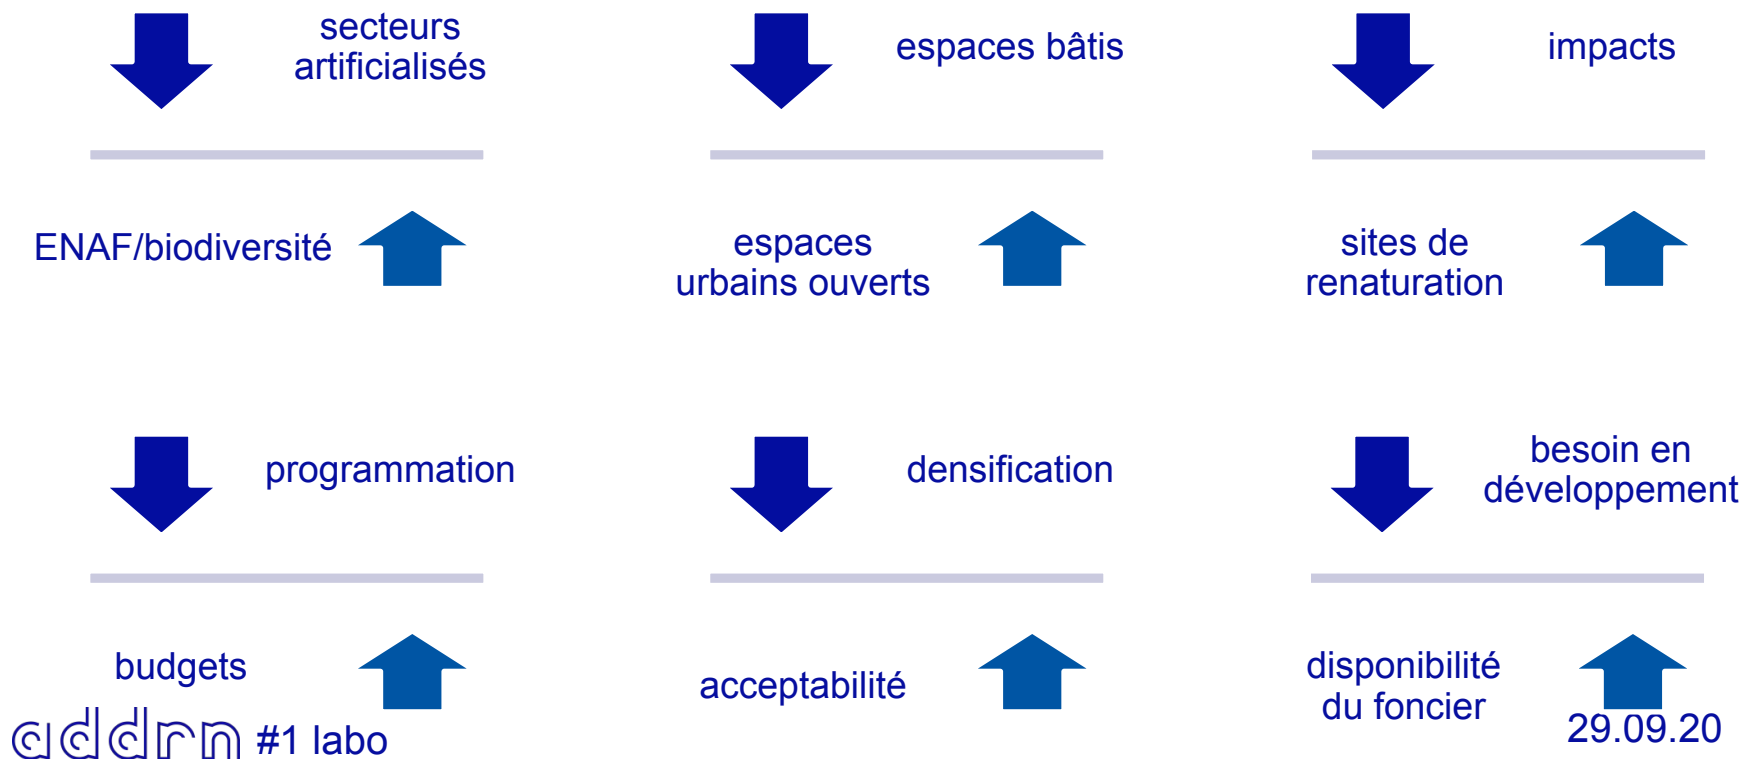 secteurs
artificialisés
ENAF/biodiversité
espaces bâtis
espaces
urbains ouverts
impacts
sites de
renaturation
programmation
budgets
densification
acceptabilité
besoin en
développement
disponibilité
du foncier
addrn #1 labo
29.09.20